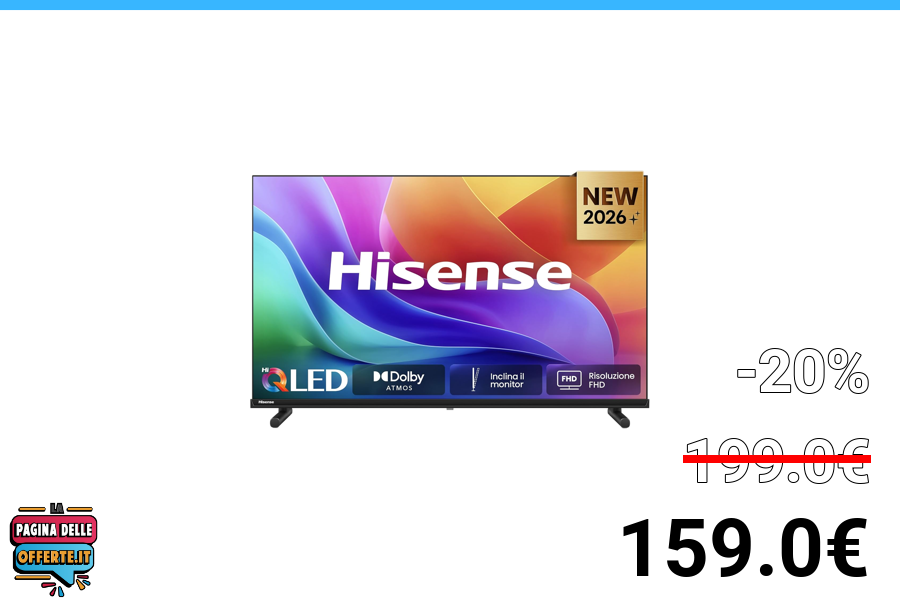 NEW
2026
Hisense
Hi
QLED
Dolby
ATMOS
Inclina il
monitor
FHD
Risoluzione
FHD
Hisense
-20%
199.0€
159.0€
LA
PAGINA DELLE
OFFERTE.IT